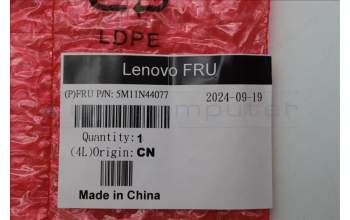 LDPE
Lenovo FRU
(P)FRU P/N: 5M11N44077
2024-09-19
Quantity:1
(4L)Origin:CN
Made in China